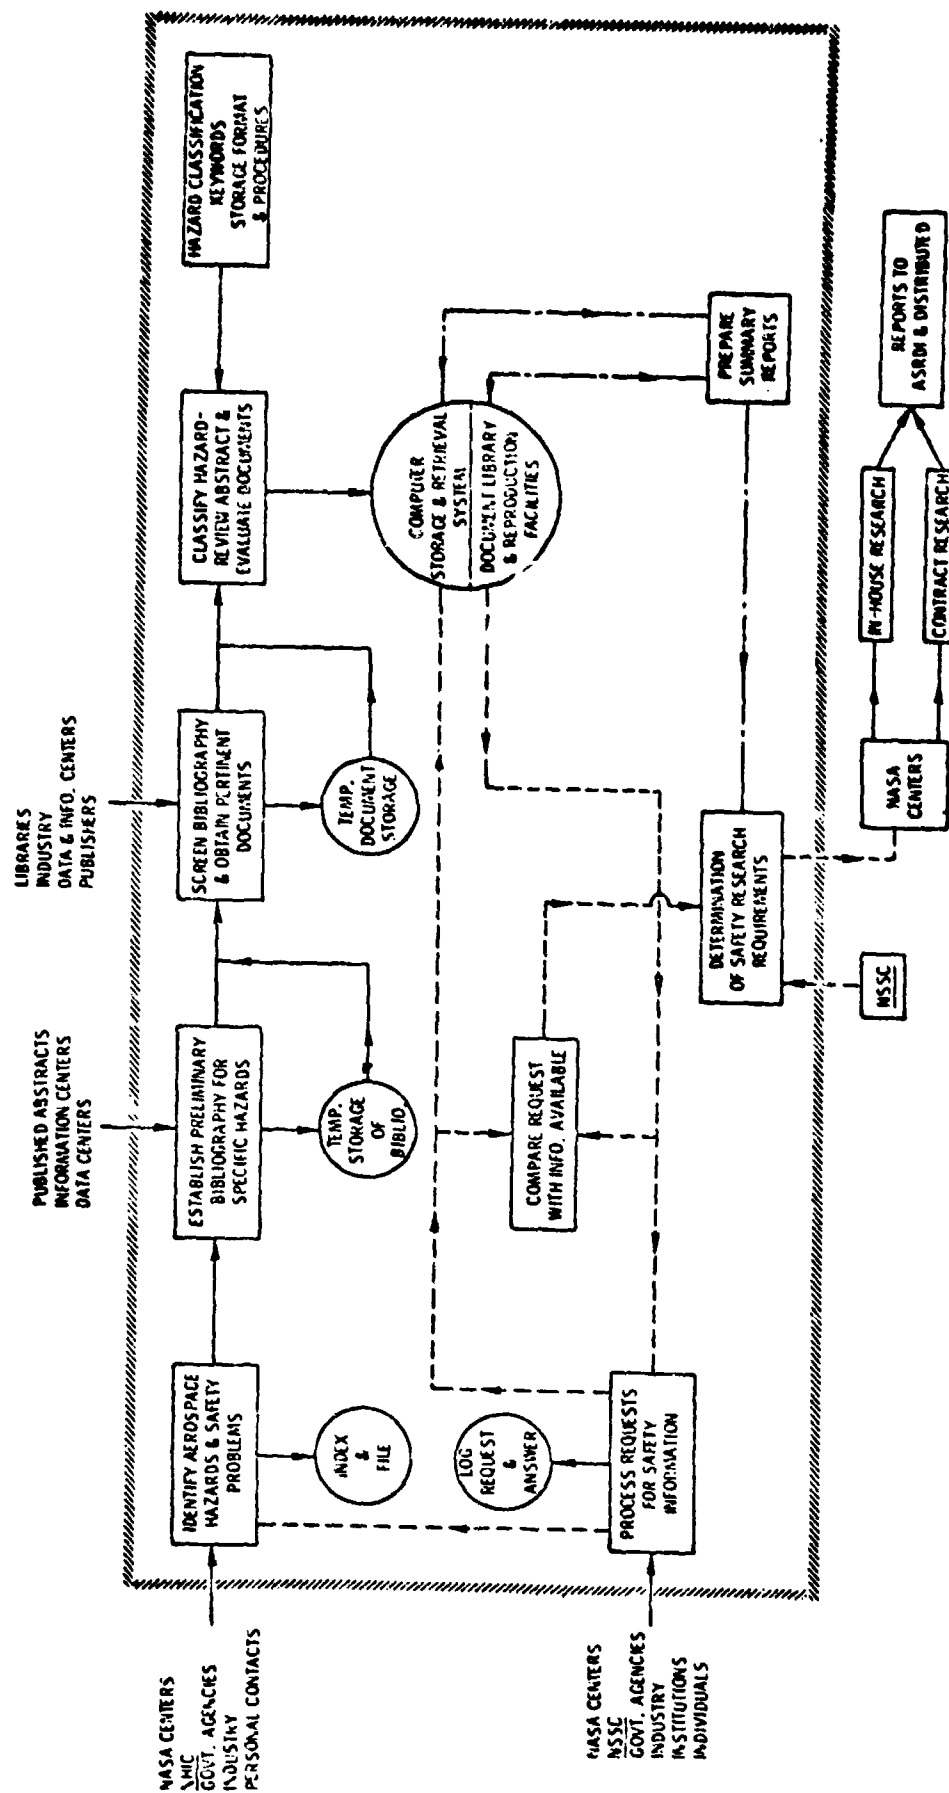 NASA CENTERS
GOVT. AGENCIES
INDUSTRY
PERSONAL CONTACTS
IDENTIFY AEROSPACE
HAZARDS & SAFETY
PROBLEMS
INDEX
&
FILE
PUBLISHED ABSTRACTS
INFORMATION CENTERS
DATA CENTERS
ESTABLISH PRELIMINARY
BIBLIOGRAPHY FOR
SPECIFIC HAZARDS
TEMP.
STORAGE
OF
BIBLIO.
LIBRARIES
INDUSTRY
DATA & INFO. CENTERS
PUBLISHERS
SCREEN BIBLIOGRAPHY
& OBTAIN PERTINENT
DOCUMENTS
TEMP.
DOCUMENT
STORAGE
CLASSIFY HAZARD-
REVIEW ABSTRACT &
EVALUATE DOCUMENTS
HAZARD CLASSIFICATION
KEYWORDS
STORAGE FORMAT
& PROCEDURES
COMPUTER
STORAGE & RETRIEVAL
SYSTEM
DOCUMENT LIBRARY
& REPRODUCTION
FACILITIES
LOG
REQUEST
&
ANSWER
COMPARE REQUEST
WITH INFO. AVAILABLE
NASA CENTERS
NSSC
GOVT. AGENCIES
INDUSTRY
INSTITUTIONS
INDIVIDUALS
PROCESS REQUESTS
FOR SAFETY
INFORMATION
DETERMINATION
OF SAFETY RESEARCH
REQUIREMENTS
PREPARE
SUMMARY
REPORTS
NSSC
NASA
CENTERS
IN-HOUSE RESEARCH
CONTRACT RESEARCH
REPORTS TO
ASRDI & DISTRIBUTED